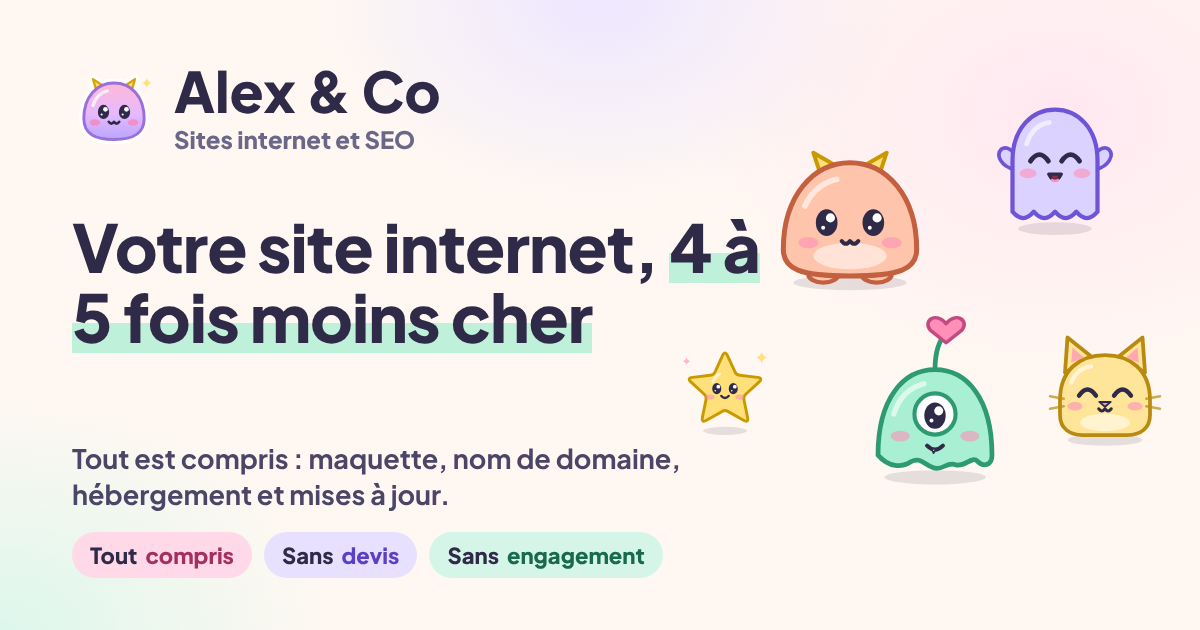 Alex & Co
Sites internet et SEO
Votre site internet, 4 à
5 fois moins cher
Tout est compris : maquette, nom de domaine,
hébergement et mises à jour.
Tout compris
Sans devis
Sans engagement